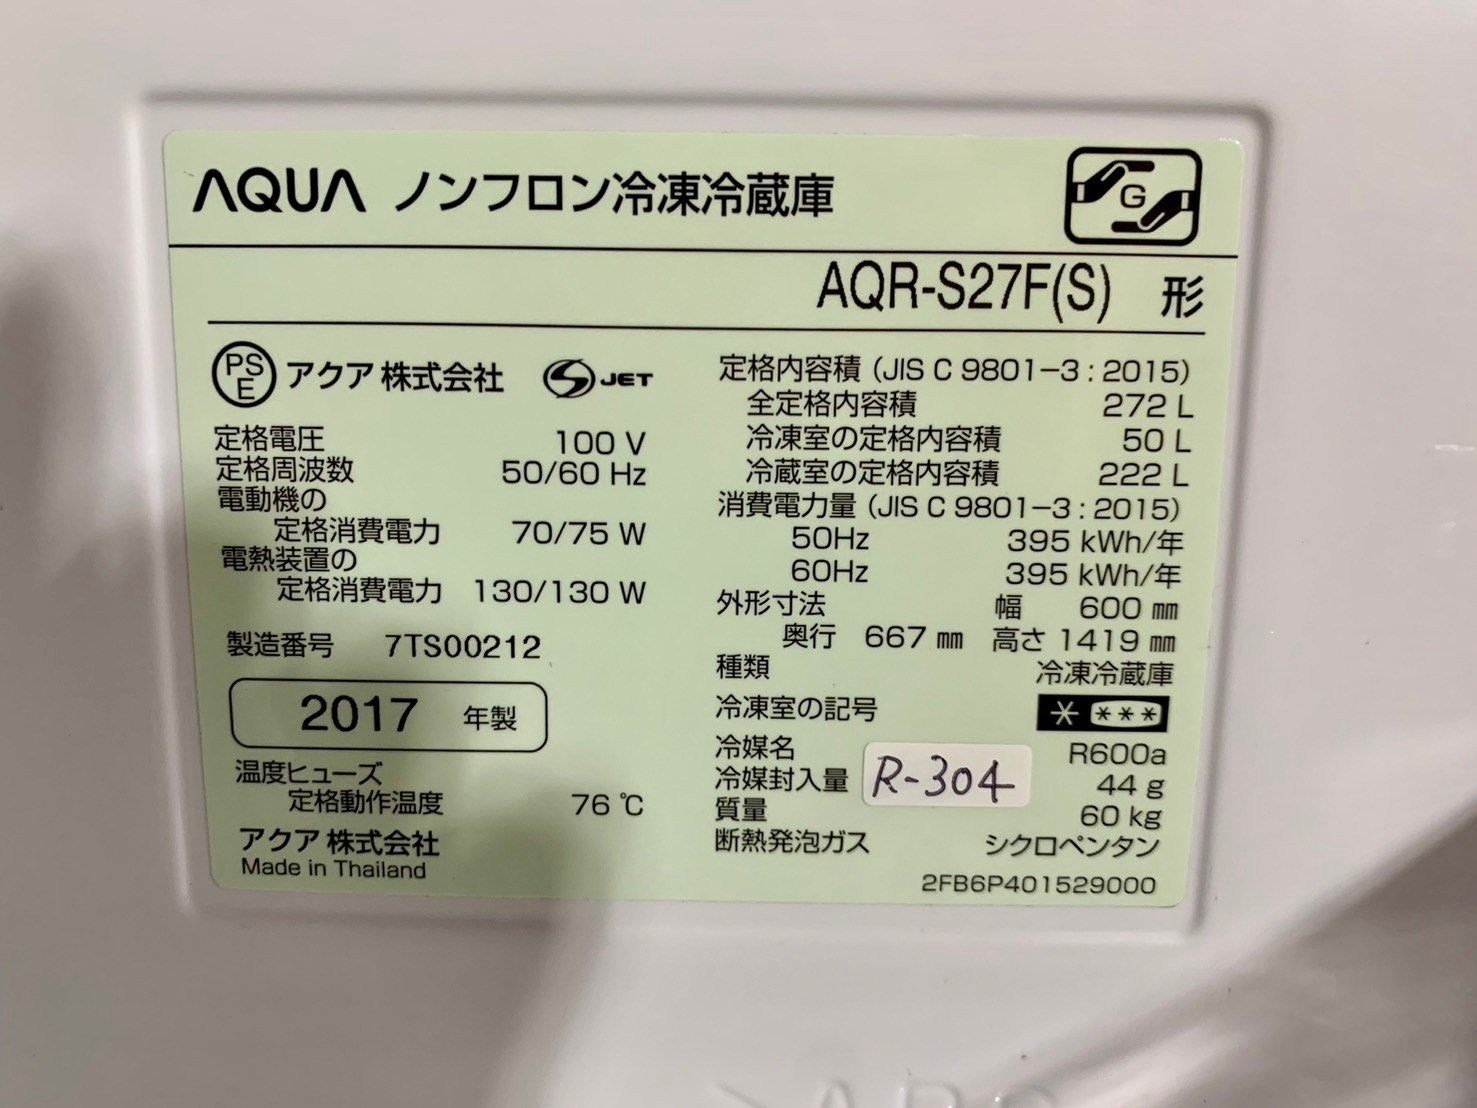 AQUA ノンフロン冷凍冷蔵庫
G
AQR-S27F(S) 形
PSE アクア株式会社 JET
定格電圧 100 V
定格周波数 50/60 Hz
電動機の
定格消費電力 70/75 W
電熱装置の
定格消費電力 130/130 W
製造番号 7TS00212
2017 年製
温度ヒューズ
定格動作温度 76 ℃
アクア株式会社
Made in Thailand
定格内容積 (JIS C 9801-3 : 2015)
全定格内容積 272 L
冷凍室の定格内容積 50 L
冷蔵室の定格内容積 222 L
消費電力量 (JIS C 9801-3 : 2015)
50Hz 395 kWh/年
60Hz 395 kWh/年
外形寸法 幅 600 ㎜
奥行 667 ㎜ 高さ 1419 ㎜
種類 冷凍冷蔵庫
冷凍室の記号 * ***
冷媒名 R600a
冷媒封入量 44 g
R-304
質量 60 kg
断熱発泡ガス シクロペンタン
2FB6P401529000